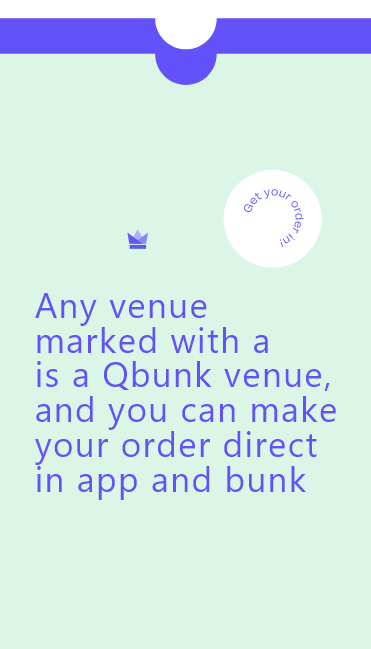 Get your order in!
Any venue
marked with a
is a Qbunk venue,
and you can make
your order direct
in app and bunk